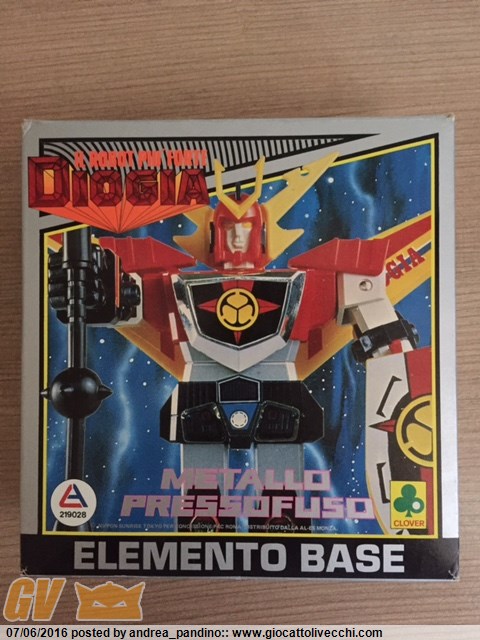 IL ROBOT PIU' FORTE
DIOGIA
METALLO
PRESSOFUSO
219028
CLOVER
ELEMENTO BASE
GV
07/06/2016 posted by andrea_pandino:: www.giocattolivecchi.com